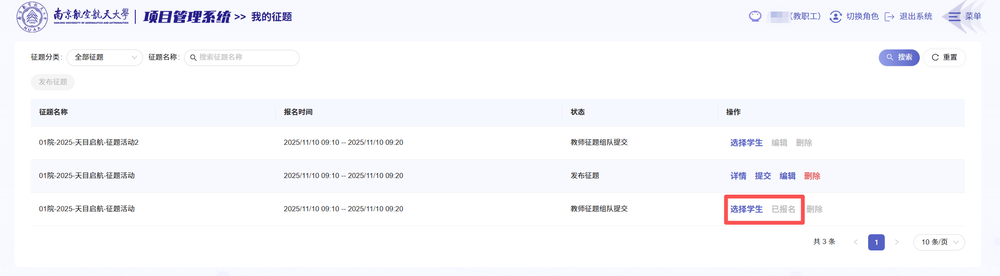 南京航空航天大學
NANJING UNIVERSITY OF AERONAUTICS AND ASTRONAUTICS
南京航空航天大学
1952
NUAA
项目管理系统 >> 我的征题
(教职工) 切换角色 退出系统 菜单
征题分类: 全部征题 征题名称: 搜索征题名称 搜索 重置
发布征题
征题名称 报名时间 状态 操作
01院-2025-天目启航-征题活动2 2025/11/10 09:10 -- 2025/11/10 09:20 教师征题组队提交 选择学生 编辑 删除
01院-2025-天目启航-征题活动 2025/11/10 09:10 -- 2025/11/10 09:20 发布征题 详情 提交 编辑 删除
01院-2025-天目启航-征题活动 2025/11/10 09:10 -- 2025/11/10 09:20 教师征题组队提交 选择学生 已报名 删除
共 3 条 < 1 > 10 条/页